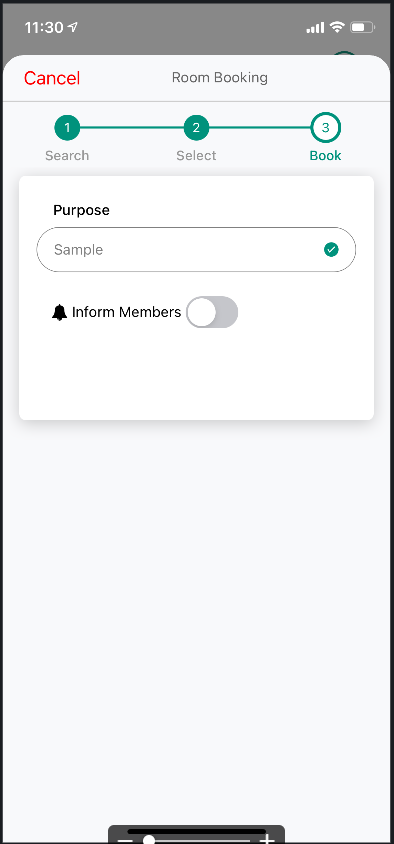 11:30
Cancel
Room Booking
1
2
3
Search
Select
Book
Purpose
Sample
Inform Members